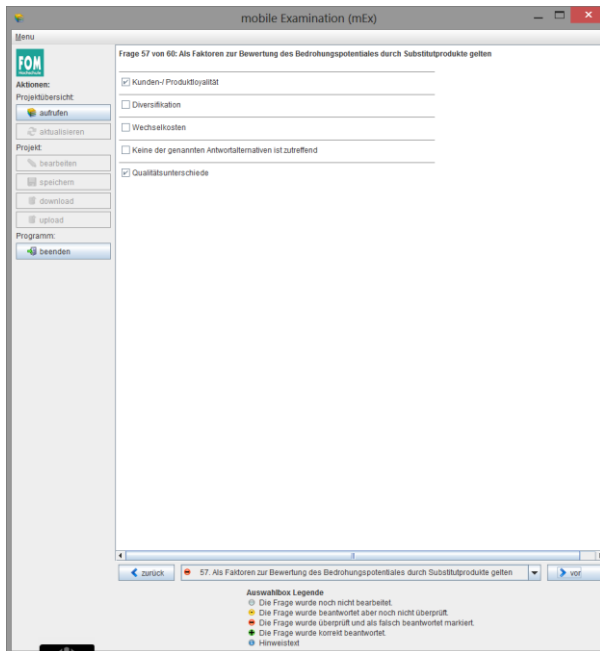 mobile Examination (mEx)
Menu
FOM
Hochschule
Aktionen:
Projektübersicht:
aufrufen
aktualisieren
Projekt:
bearbeiten
speichern
download
upload
Programm:
beenden
Frage 57 von 60: Als Faktoren zur Bewertung des Bedrohungspotentiales durch Substitutprodukte gelten
Kunden-/ Produktloyalität
Diversifikation
Wechselkosten
Keine der genannten Antwortalternativen ist zutreffend
Qualitätsunterschiede
zurück
57. Als Faktoren zur Bewertung des Bedrohungspotentiales durch Substitutprodukte gelten
vor
Auswahlbox Legende
Die Frage wurde noch nicht bearbeitet.
Die Frage wurde beantwortet aber noch nicht überprüft.
Die Frage wurde überprüft und als falsch beantwortet markiert.
Die Frage wurde korrekt beantwortet.
Hinweistext